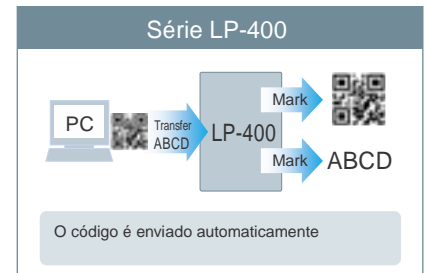 Série LP-400
PC
Transfer
ABCD
LP-400
Mark
Mark
ABCD
O código é enviado automaticamente